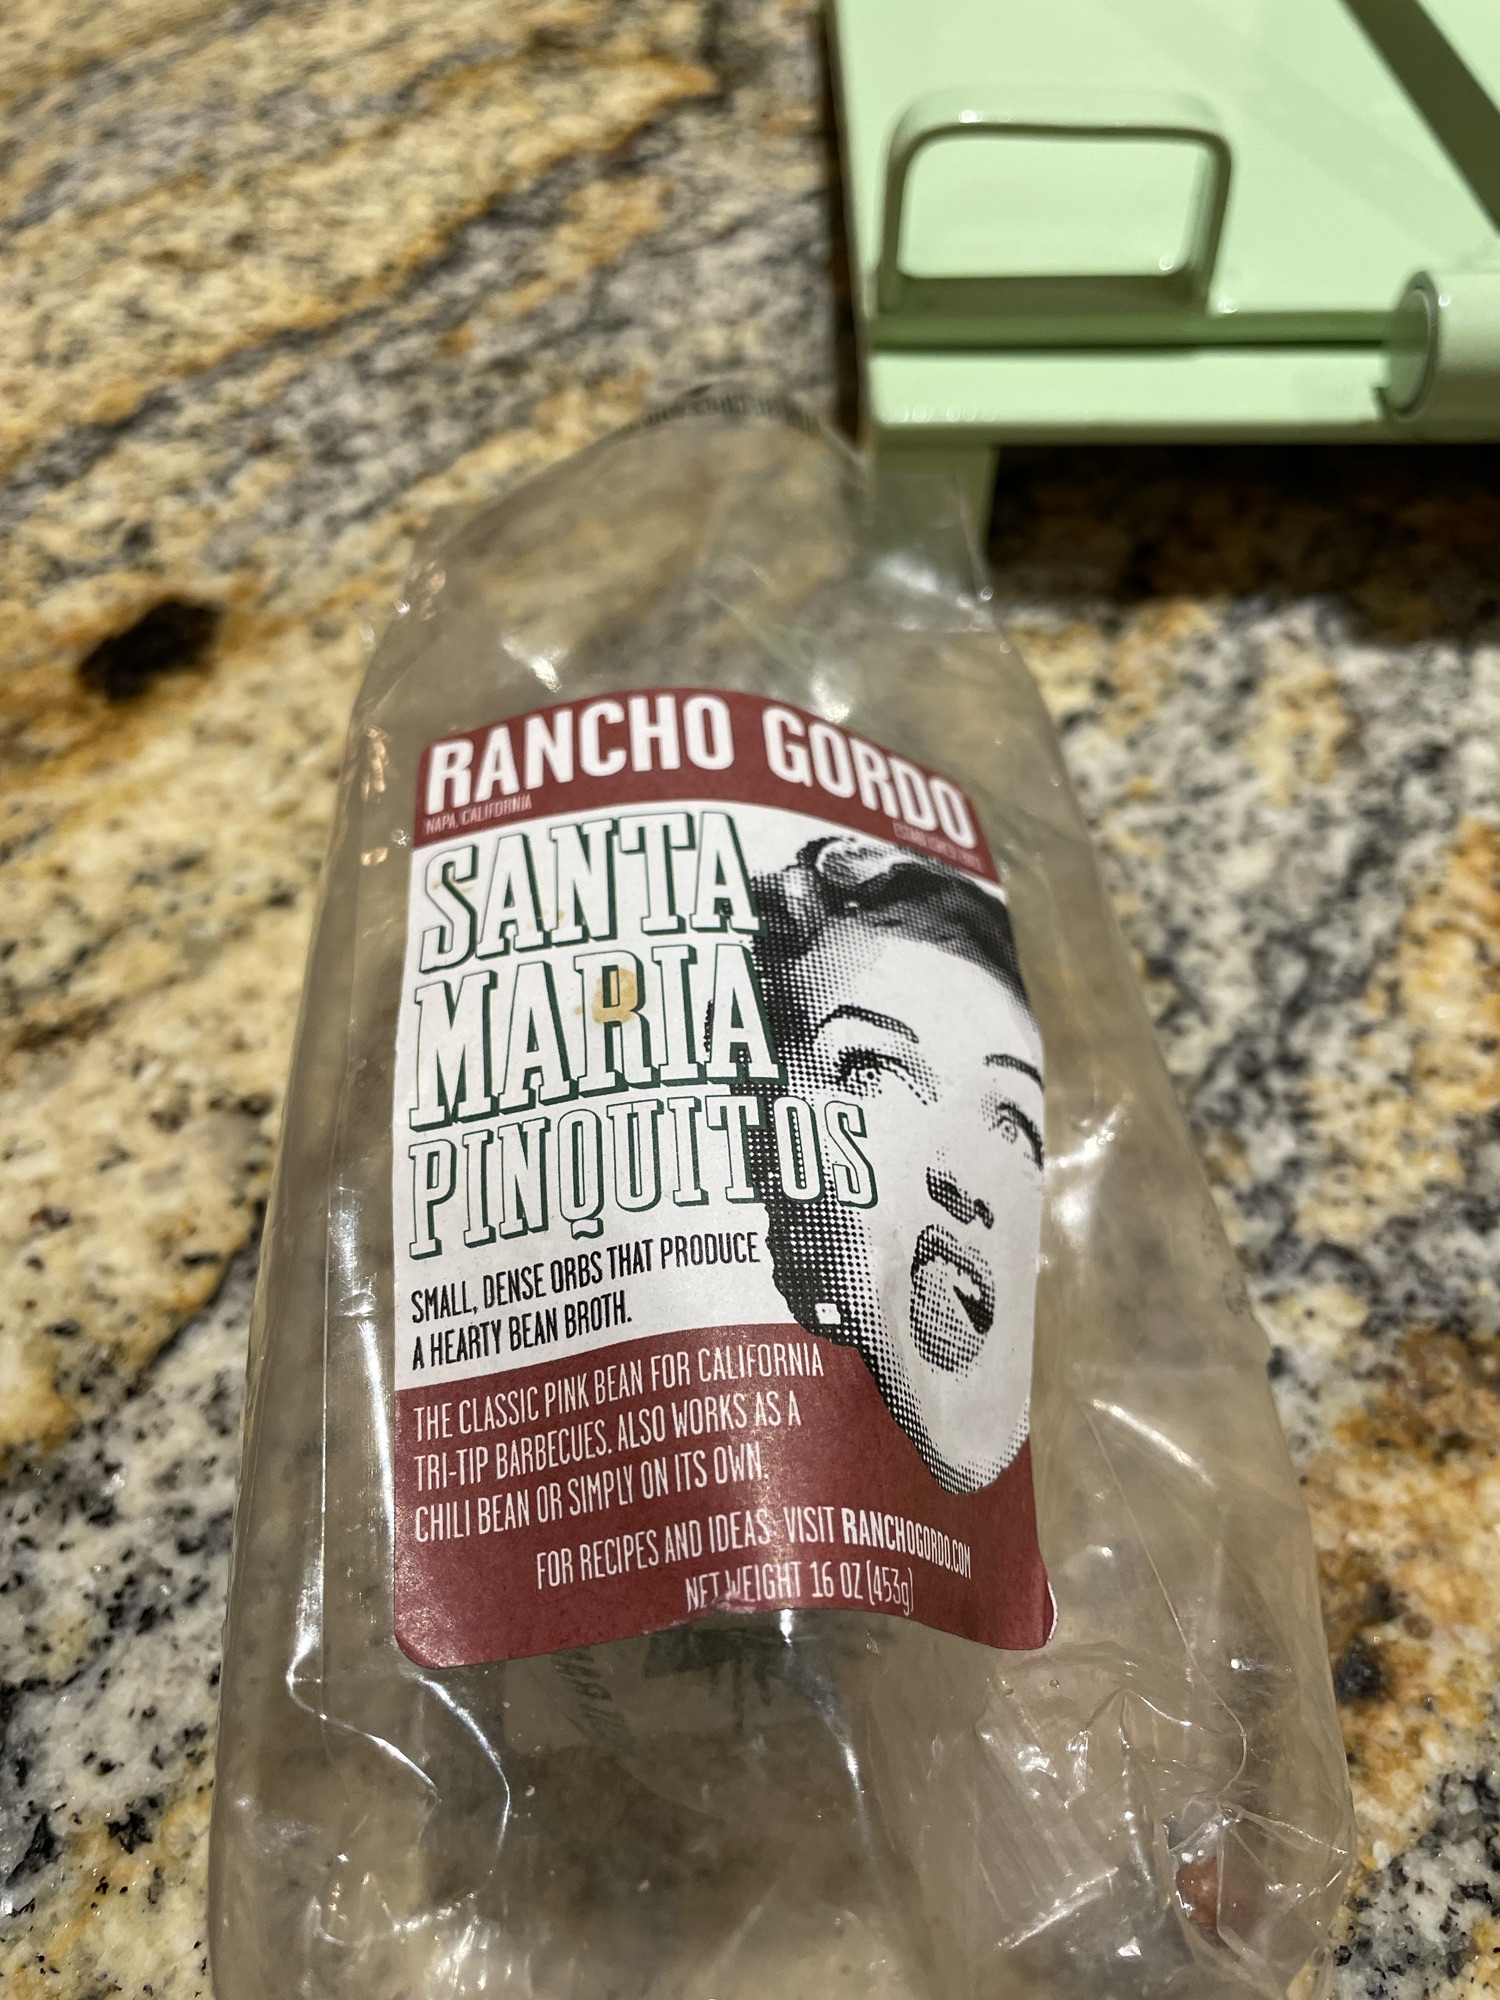 RANCHO GORDO
NAPA, CALIFORNIA
SANTA
MARIA
PINQUITOS
SMALL, DENSE ORBS THAT PRODUCE
A HEARTY BEAN BROTH.
THE CLASSIC PINK BEAN FOR CALIFORNIA
TRI-TIP BARBECUES. ALSO WORKS AS A
CHILI BEAN OR SIMPLY ON ITS OWN.
FOR RECIPES AND IDEAS VISIT RANCHOGORDO.COM
NET WEIGHT 16 OZ (453g)